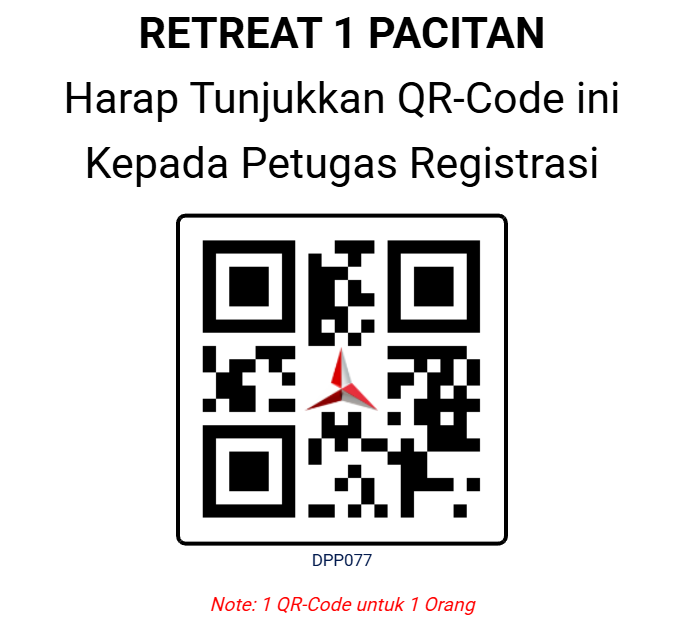 RETREAT 1 PACITAN
Harap Tunjukkan QR-Code ini
Kepada Petugas Registrasi
DPP077
Note: 1 QR-Code untuk 1 Orang